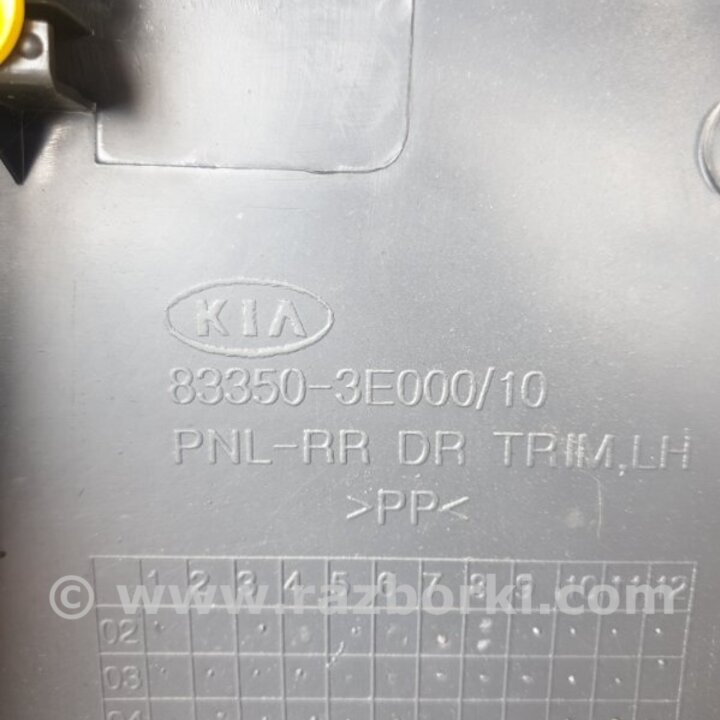 KIA
83350-3E000/10
PNL-RR DR TRIM,LH
>PP<
1 2 3 4 5 6 7 8 9 10 11 12
© www.razborki.com
02
03
04